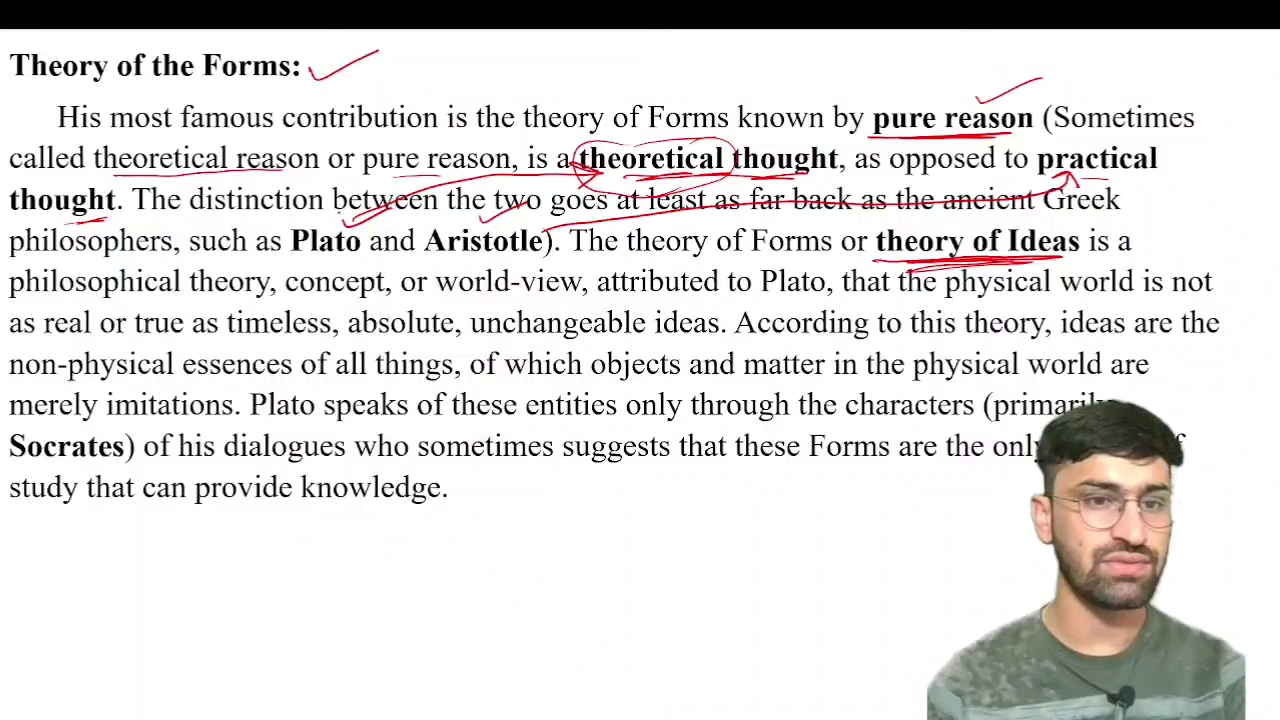 Theory of the Forms:
His most famous contribution is the theory of Forms known by pure reason (Sometimes
called theoretical reason or pure reason, is a theoretical thought, as opposed to practical
thought. The distinction between the two goes at least as far back as the ancient Greek
philosophers, such as Plato and Aristotle). The theory of Forms or theory of Ideas is a
philosophical theory, concept, or world-view, attributed to Plato, that the physical world is not
as real or true as timeless, absolute, unchangeable ideas. According to this theory, ideas are the
non-physical essences of all things, of which objects and matter in the physical world are
merely imitations. Plato speaks of these entities only through the characters (primarily
Socrates) of his dialogues who sometimes suggests that these Forms are the only
study that can provide knowledge.